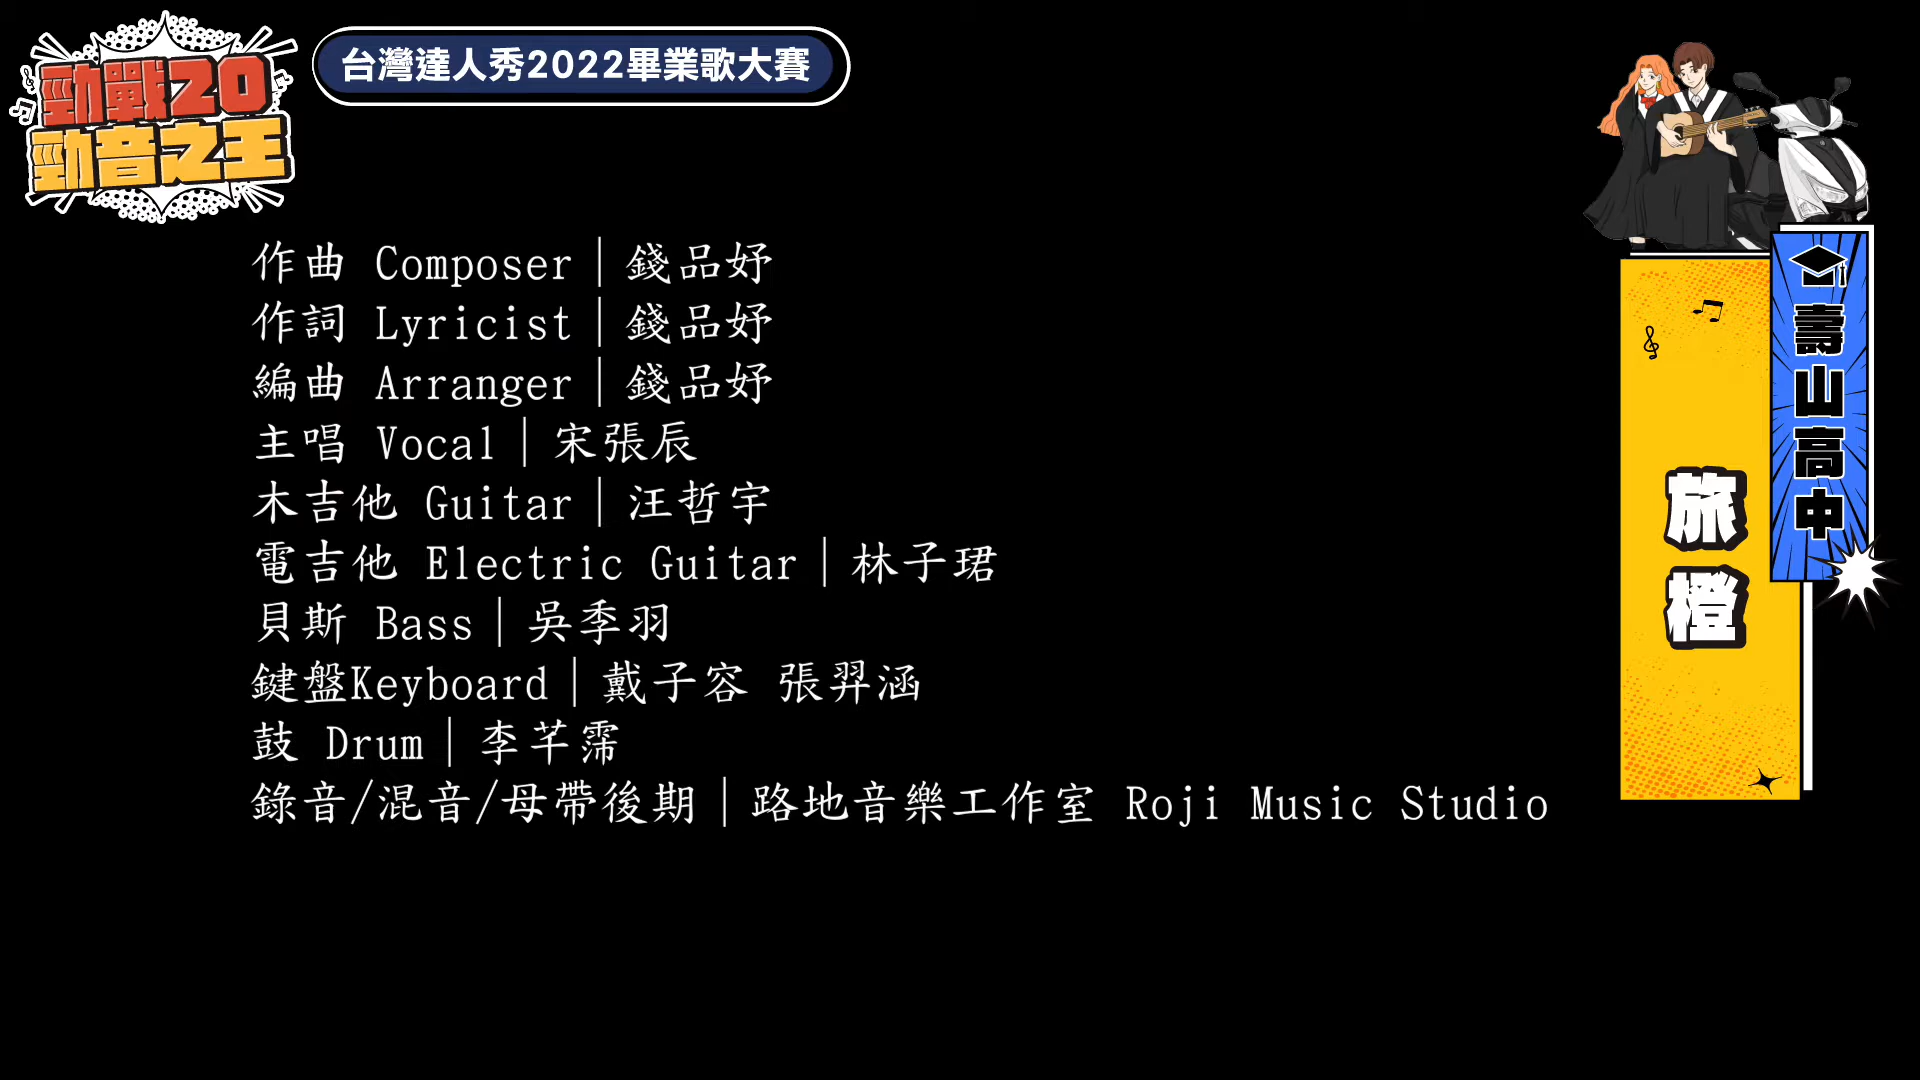 勁戰20
勁音之王
台灣達人秀2022畢業歌大賽
作曲 Composer｜錢品妤
作詞 Lyricist｜錢品妤
編曲 Arranger｜錢品妤
主唱 Vocal｜宋張辰
木吉他 Guitar｜汪哲宇
電吉他 Electric Guitar｜林子珺
貝斯 Bass｜吳季羽
鍵盤Keyboard｜戴子容 張羿涵
鼓 Drum｜李芊霈
錄音/混音/母帶後期｜路地音樂工作室 Roji Music Studio
壽山高中
旅橙